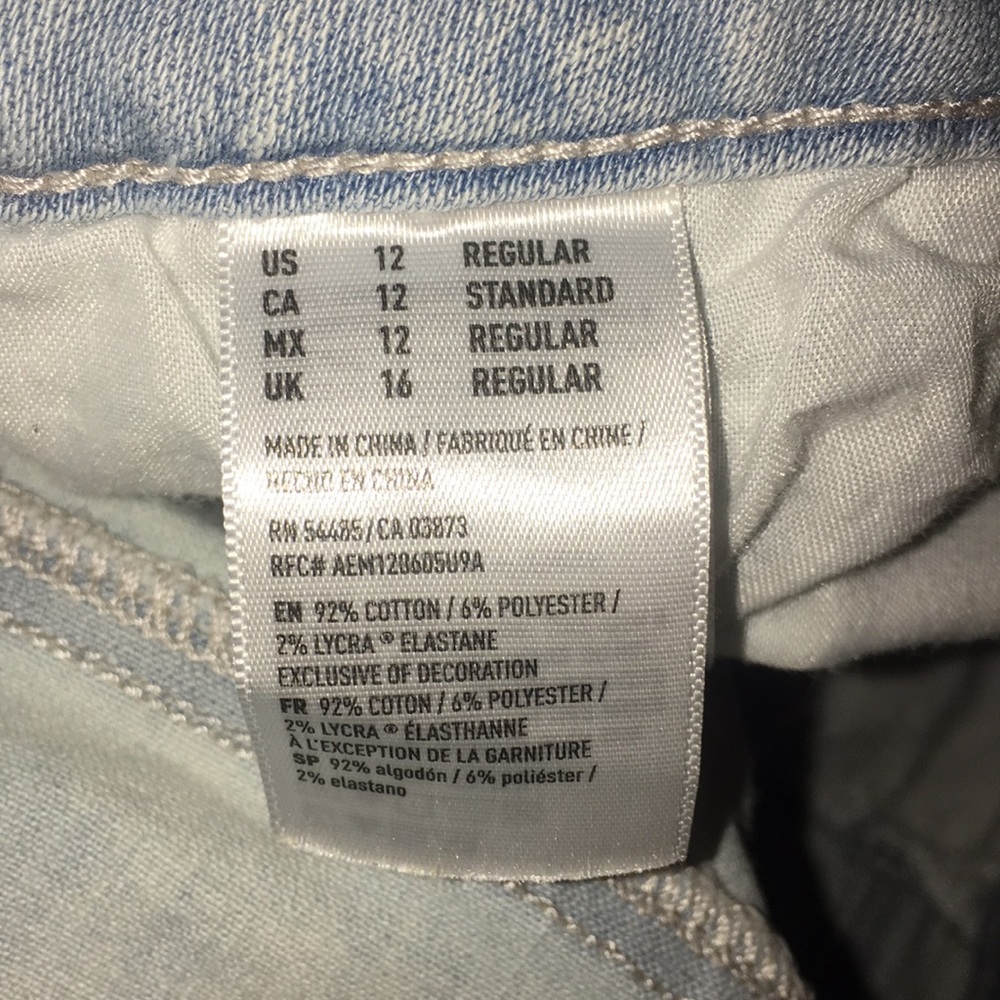 US 12 REGULAR
CA 12 STANDARD
MX 12 REGULAR
UK 16 REGULAR
MADE IN CHINA / FABRIQUÉ EN CHINE /
HECHO EN CHINA
RN 54485/CA 03873
RFC# AEM128605U9A
EN 92% COTTON / 6% POLYESTER /
2% LYCRA ® ELASTANE
EXCLUSIVE OF DECORATION
FR 92% COTON / 6% POLYESTER /
2% LYCRA ® ÉLASTHANNE
À L'EXCEPTION DE LA GARNITURE
SP 92% algodón / 6% poliéster /
2% elastano